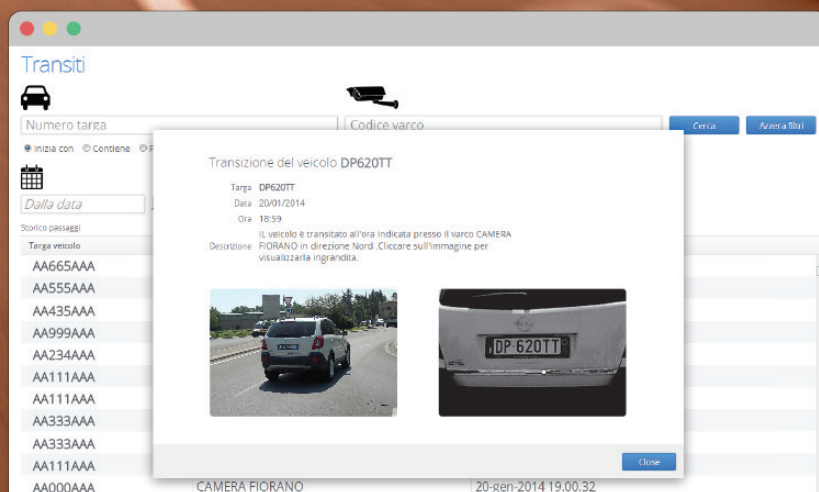 Transiti
Numero targa
Codice varco
Cerca
Azzera filtri
Inizia con
Contiene
Dalla data
Storico passaggi
Targa veicolo
AA665AAA
AA555AAA
AA435AAA
AA999AAA
AA234AAA
AA111AAA
AA111AAA
AA333AAA
AA333AAA
AA111AAA
AA000AAA
CAMERA FIORANO
20-gen-2014 19.00.32
Transizione del veicolo DP620TT
Targa DP620TT
Data 20/01/2014
Ora 18:59
Descrizione IL veicolo è transitato all'ora indicata presso il varco CAMERA
FIORANO in direzione Nord .Cliccare sull'immagine per
visualizzarla ingrandita.
DP 620TT
Close